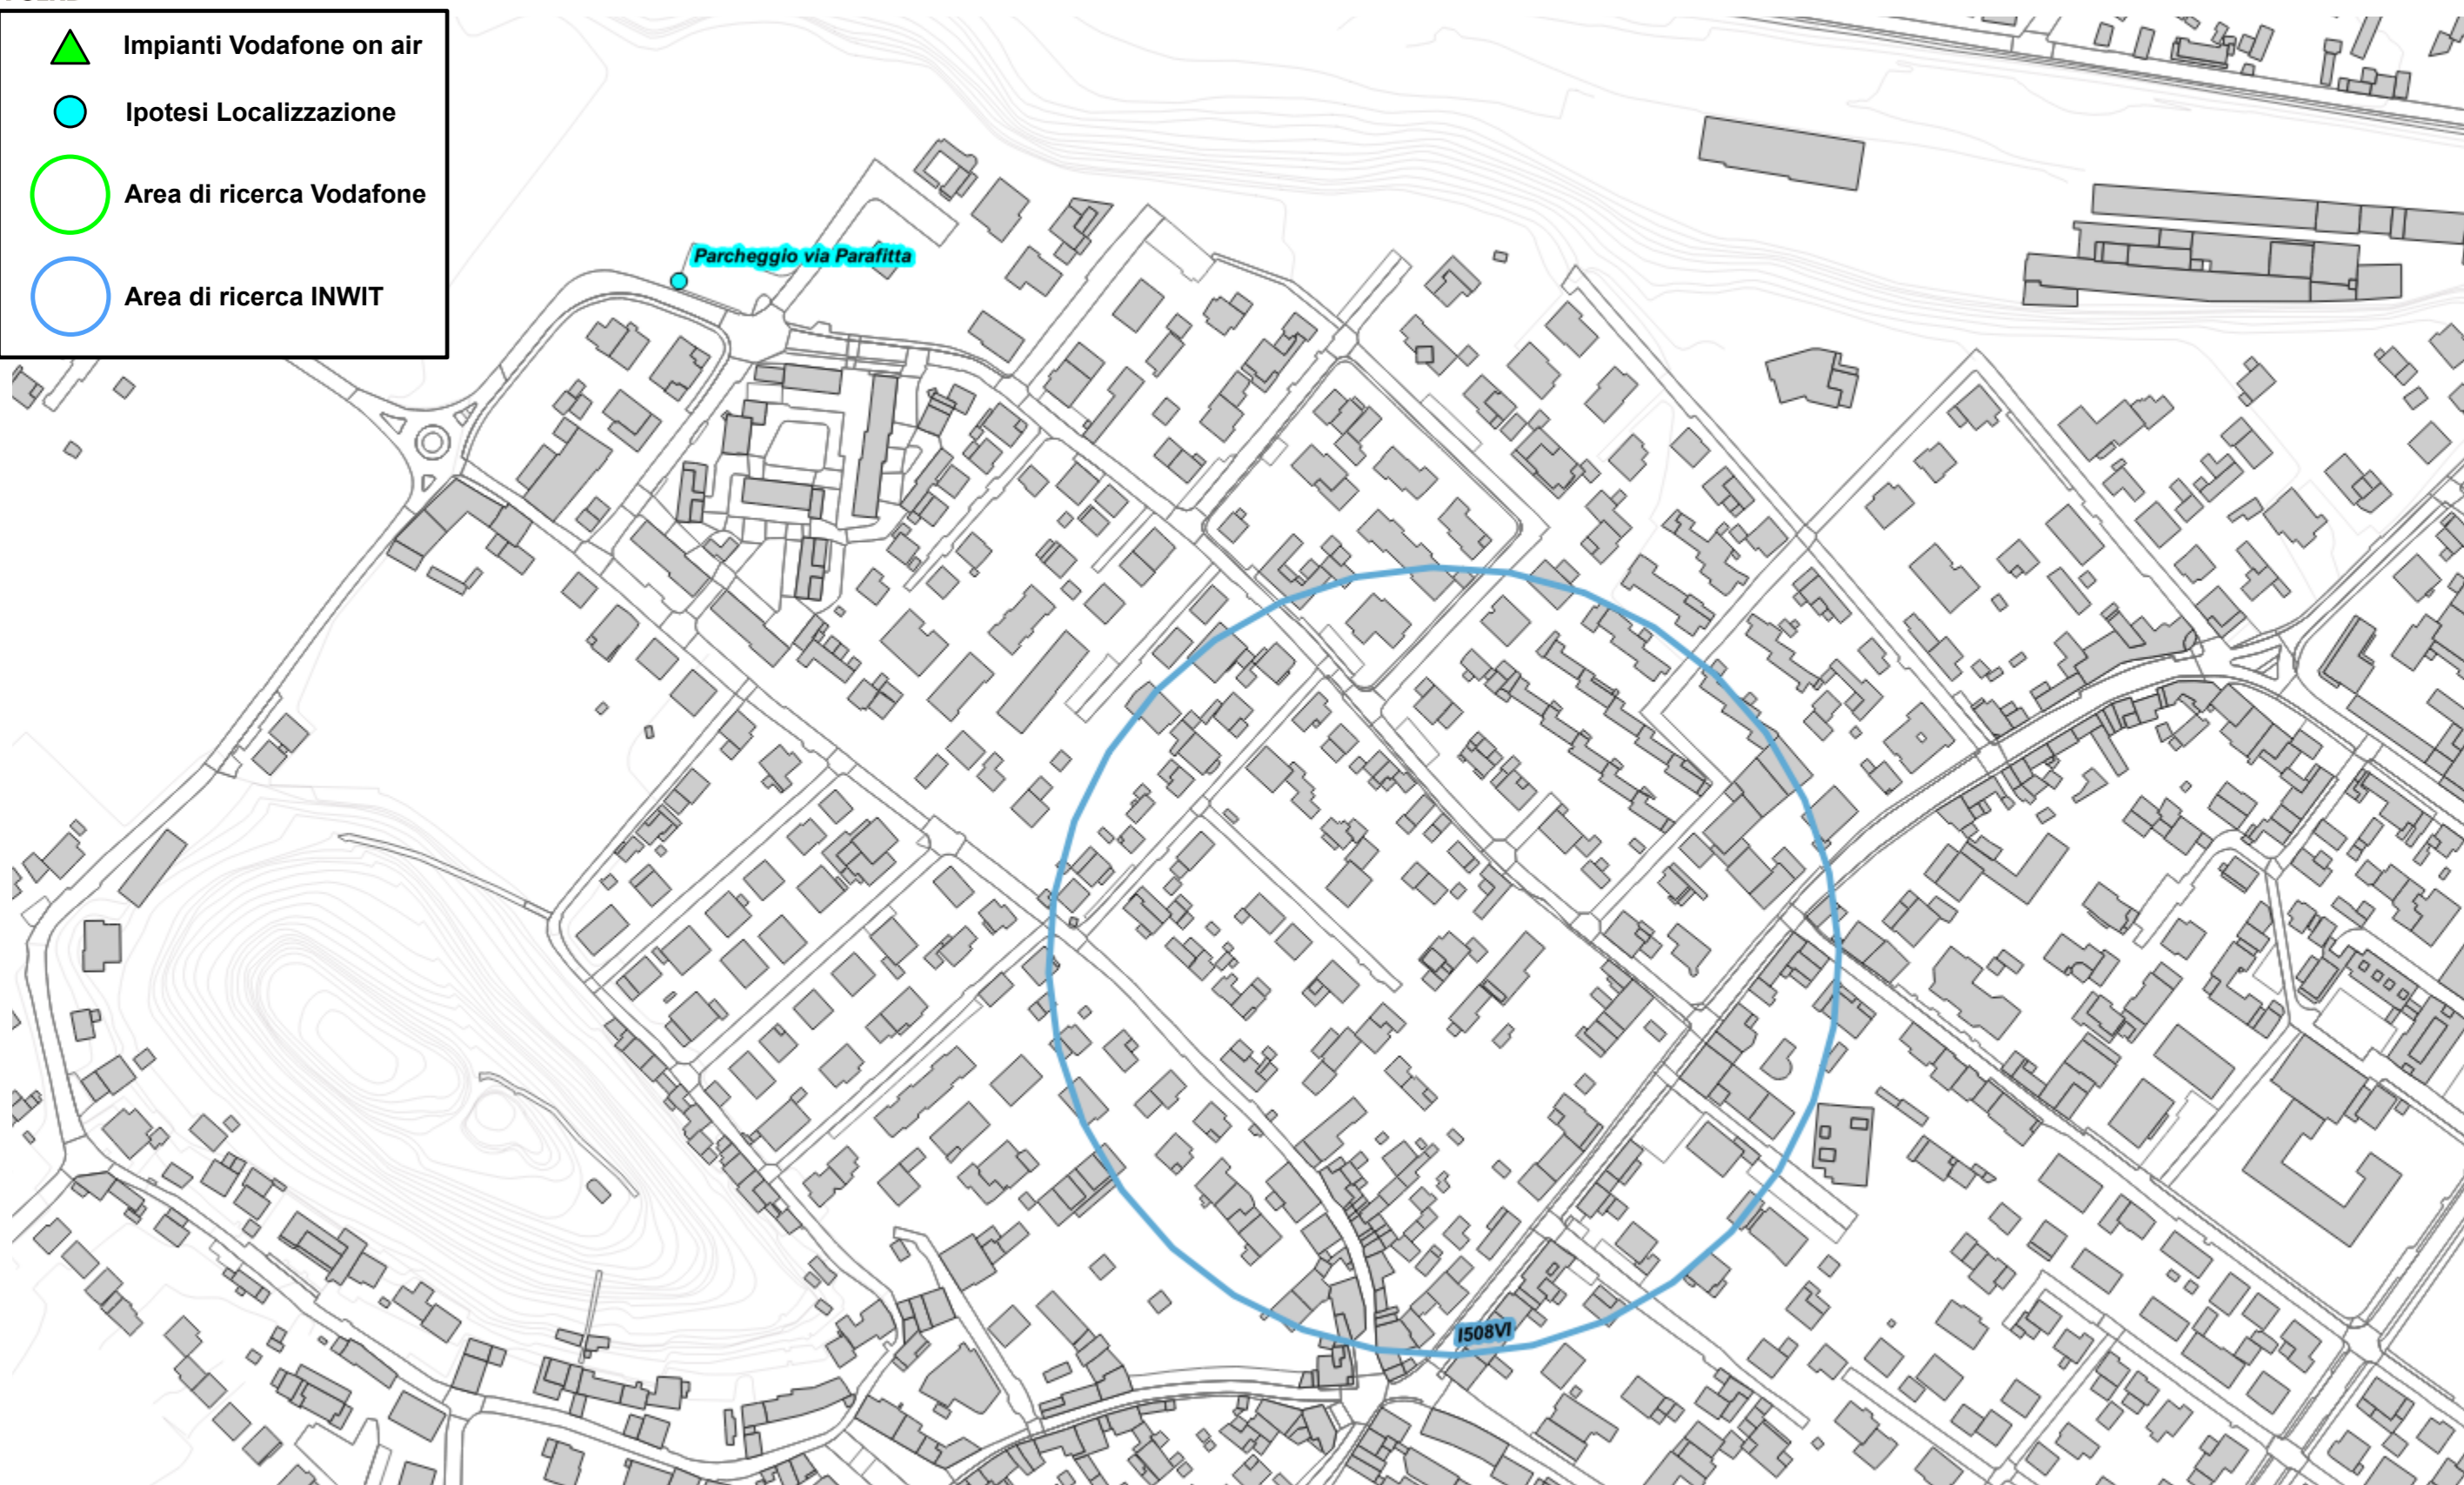 Impianti Vodafone on air
Ipotesi Localizzazione
Area di ricerca Vodafone
Area di ricerca INWIT
Parcheggio via Parafitta
I508VI